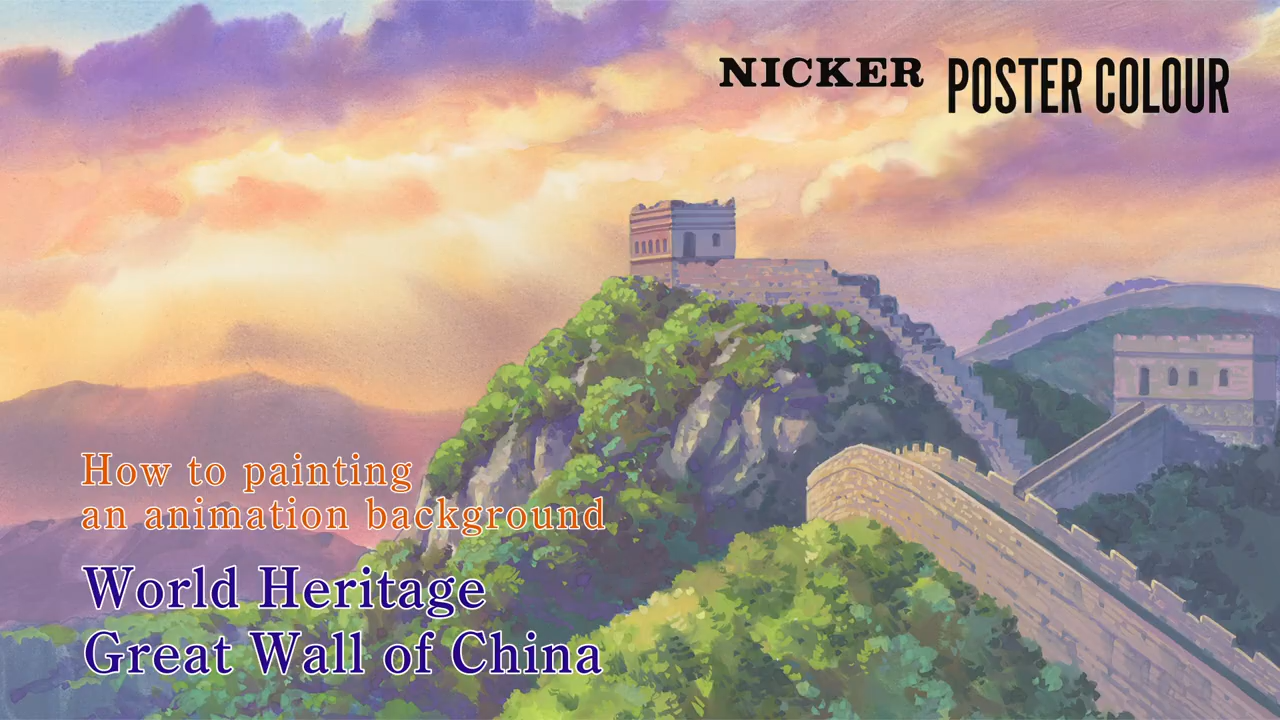 NICKER POSTER COLOUR
How to painting
an animation background
World Heritage
Great Wall of China